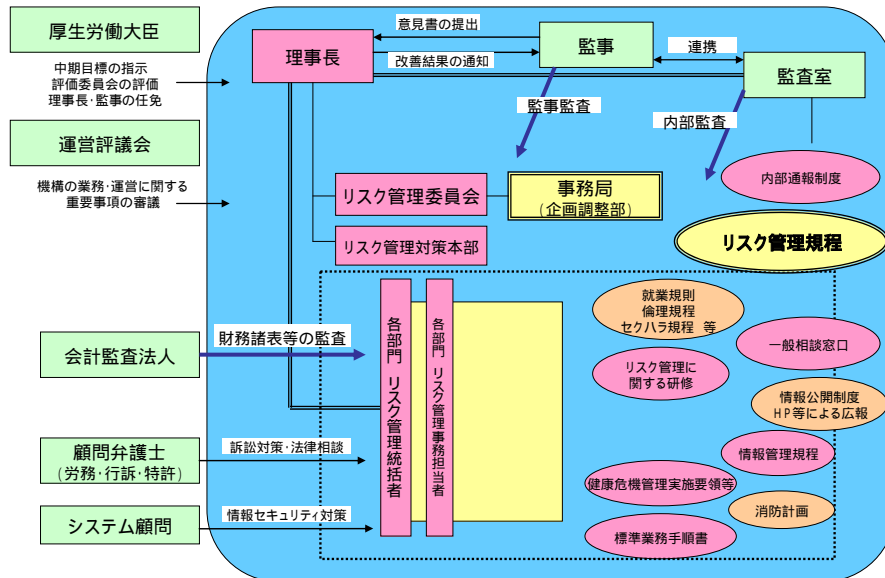 厚生労働大臣
中期目標の指示
評価委員会の評価
理事長・監事の任免
運営評議会
機構の業務・運営に関する
重要事項の審議
会計監査法人
顧問弁護士
(労務・行訴・特許)
システム顧問
理事長
意見書の提出
改善結果の通知
監事
連携
監査室
監事監査
内部監査
内部通報制度
リスク管理委員会
事務局
(企画調整部)
リスク管理対策本部
リスク管理規程
財務諸表等の監査
訴訟対策・法律相談
情報セキュリティ対策
各部門 リスク管理統括者
各部門 リスク管理事務担当者
就業規則
倫理規程
セクハラ規程 等
一般相談窓口
リスク管理に
関する研修
情報公開制度
HP等による広報
情報管理規程
健康危機管理実施要領等
消防計画
標準業務手順書